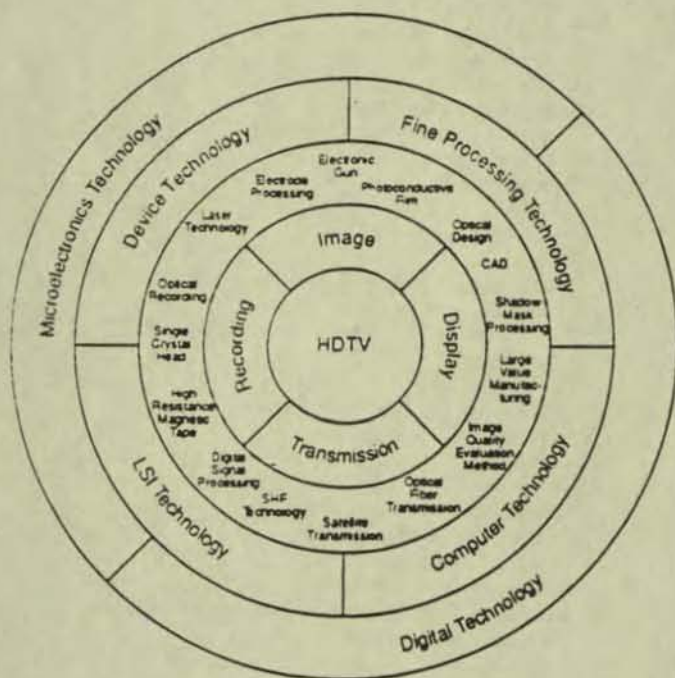 Microelectronics Technology
Digital Technology
Device Technology
Fine Processing Technology
Computer Technology
LSI Technology
Electronic
Gun
Photoconductive
Film
Optical
Design
CAD
Shadow
Mask
Processing
Large
Value
Manufac-
turing
Image
Quality
Evaluation
Method
Optical
Fiber
Transmission
Satellite
Transmission
SHF
Technology
Digital
Signal
Processing
High
Resistance
Magnetic
Tape
Single
Crystal
Head
Optical
Recording
Laser
Technology
Electrode
Processing
Image
Display
Transmission
Recording
HDTV